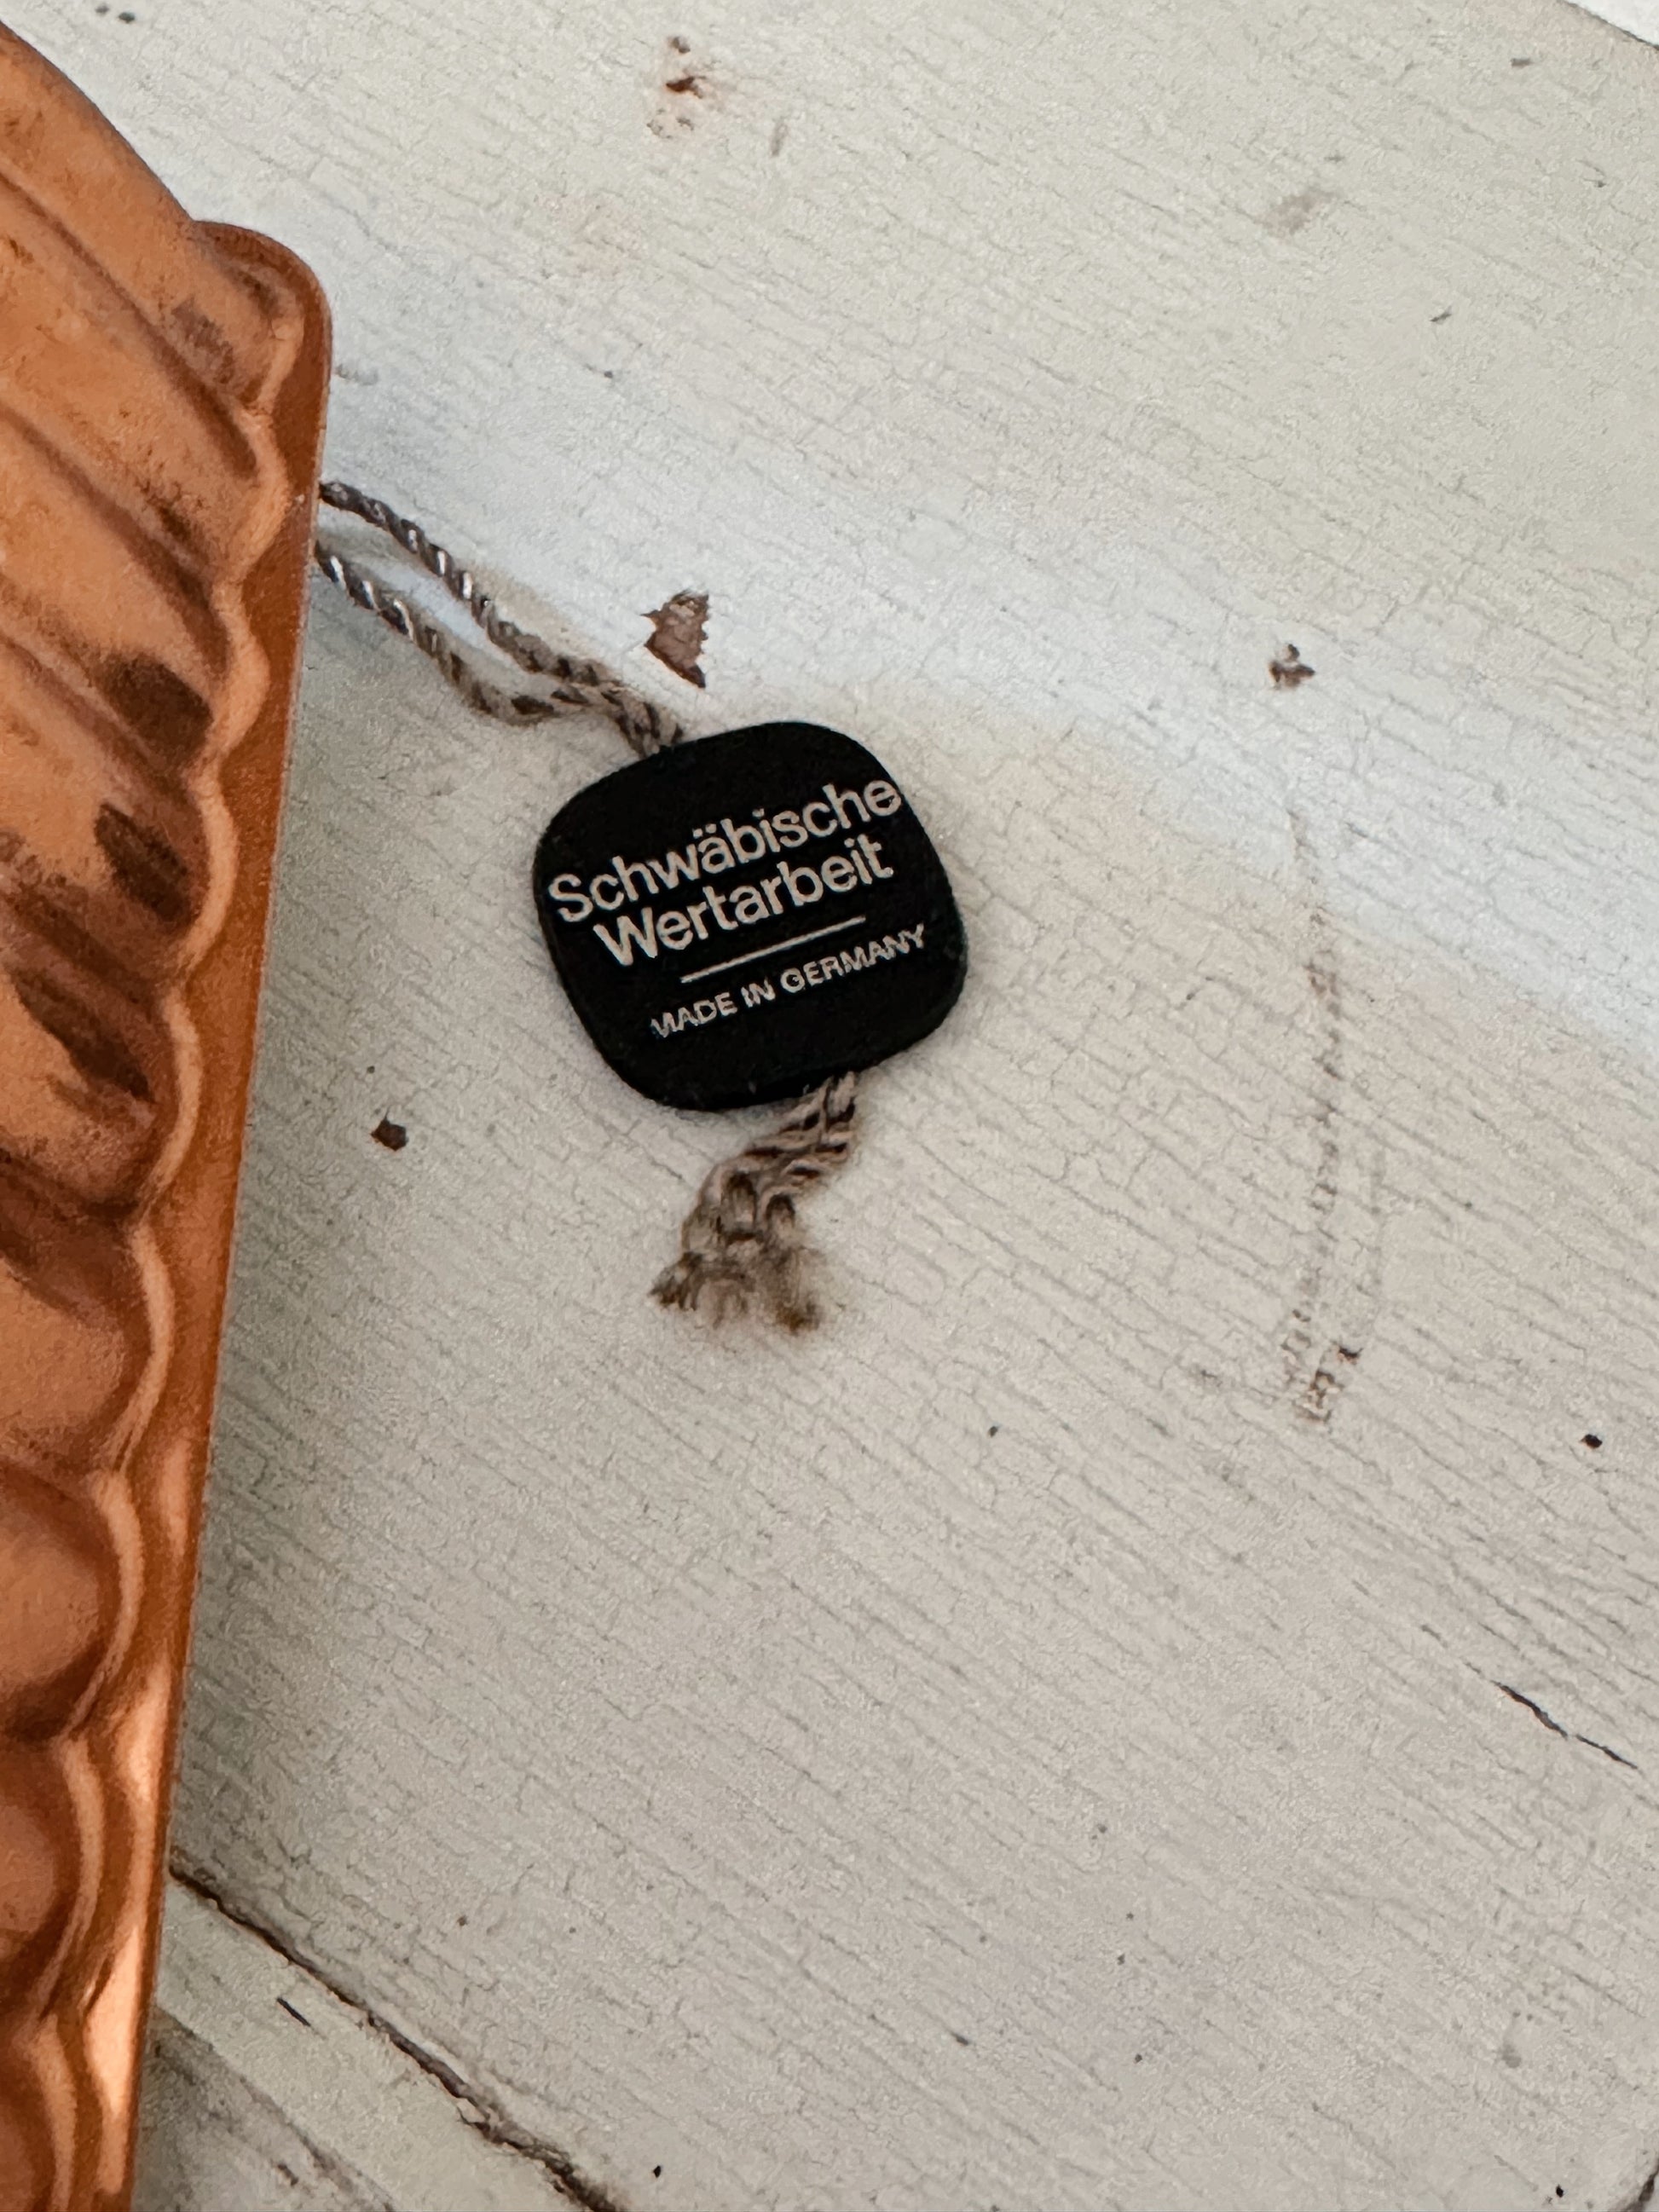 Schwäbische
Wertarbeit
MADE IN GERMANY